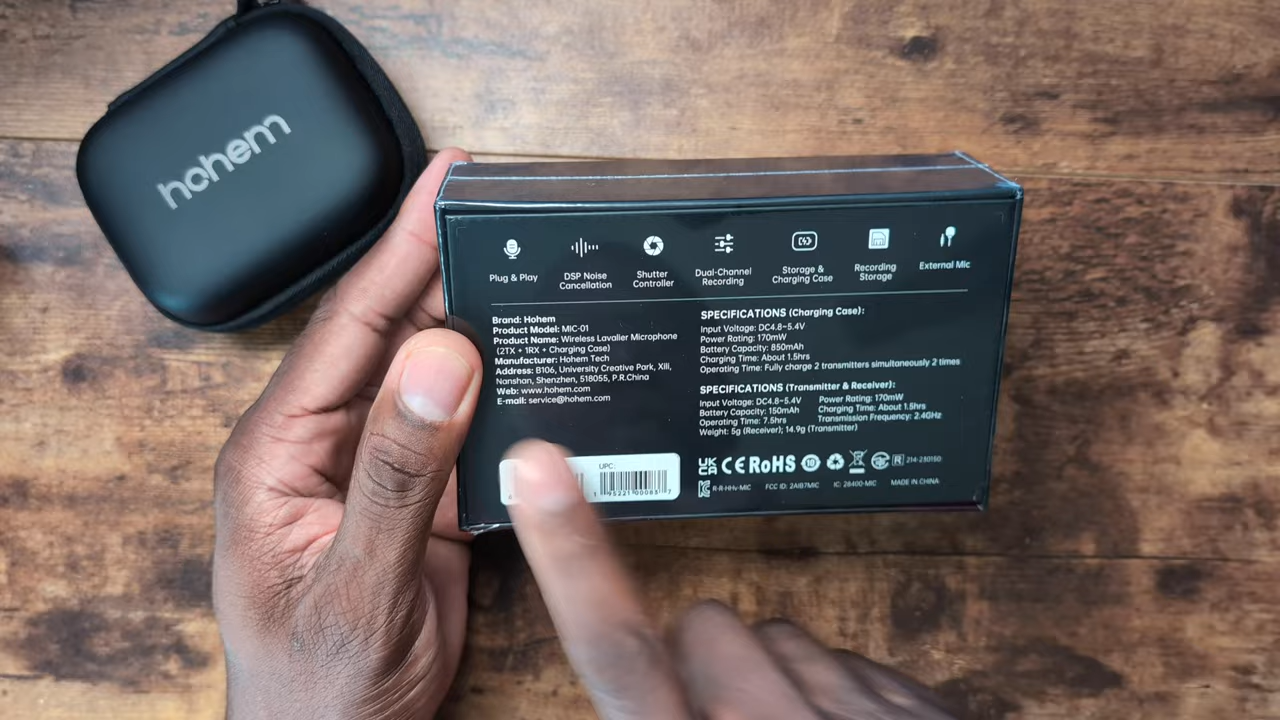 hohem
Plug & Play
DSP Noise
Cancellation
Shutter
Controller
Dual-Channel
Recording
Storage &
Charging Case
Recording
Storage
External Mic
Brand: Hohem
Product Model: MIC-01
Product Name: Wireless Lavalier Microphone
(2TX + 1RX + Charging Case)
Manufacturer: Hohem Tech
Address: B106, University Creative Park, Xili,
Nanshan, Shenzhen, 518055, P.R.China
Web: www.hohem.com
E-mail: service@hohem.com
SPECIFICATIONS (Charging Case):
Input Voltage: DC4.8-5.4V
Power Rating: 170mW
Battery Capacity: 850mAh
Charging Time: About 1.5hrs
Operating Time: Fully charge 2 transmitters simultaneously 2 times
SPECIFICATIONS (Transmitter & Receiver):
Input Voltage: DC4.8-5.4V Power Rating: 170mW
Battery Capacity: 150mAh Charging Time: About 1.5hrs
Operating Time: 7.5hrs Transmission Frequency: 2.4GHz
Weight: 5g (Receiver); 14.9g (Transmitter)
UPC:
UK CA CE RoHS 10 R
IC: 28400-MIC MADE IN CHINA